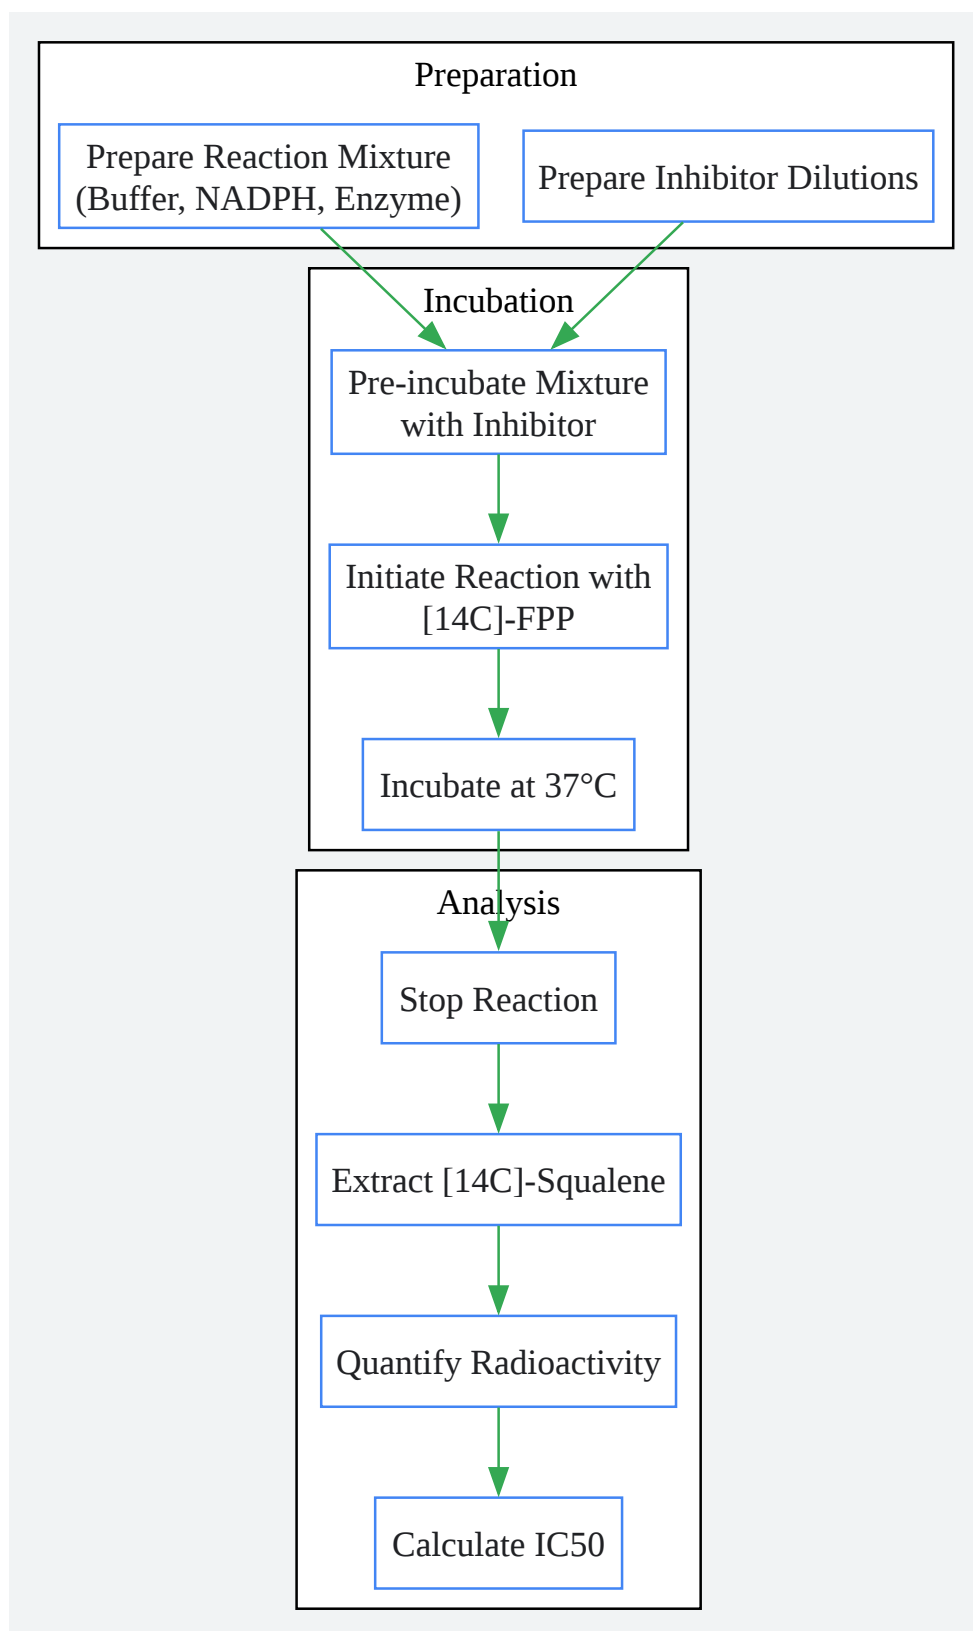 Preparation
Prepare Reaction Mixture
(Buffer, NADPH, Enzyme)
Prepare Inhibitor Dilutions
Incubation
Pre-incubate Mixture
with Inhibitor
Initiate Reaction with
[14C]-FPP
Incubate at 37°C
Analysis
Stop Reaction
Extract [14C]-Squalene
Quantify Radioactivity
Calculate IC50